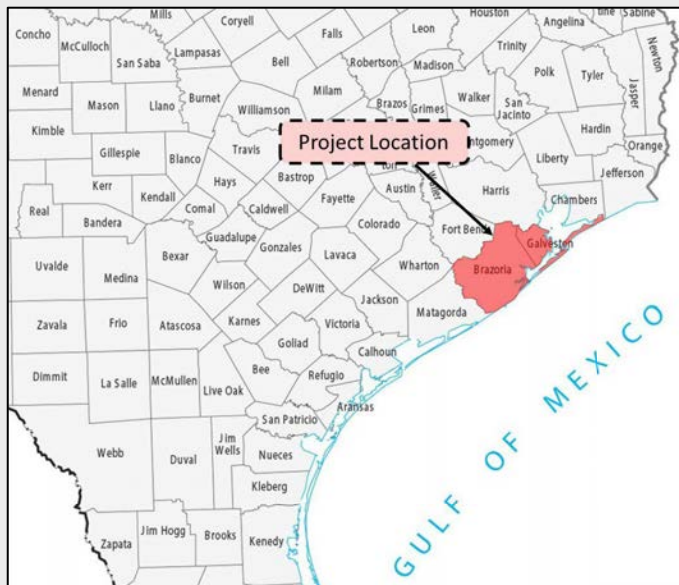 Mills
Coryell
Falls
Leon
Houston
Angelina
tine
Sabine
Concho
McCulloch
San Saba
Lampasas
Bell
Robertson
Madison
Trinity
Polk
Tyler
Newton
Jasper
Menard
Mason
Llano
Burnet
Williamson
Milam
Brazos
Grimes
Walker
San
Jacinto
Hardin
Kimble
Gillespie
Blanco
Travis
Project Location
ntgomery
Liberty
Orange
Jefferson
Kerr
Kendall
Hays
Bastrop
ton
Austin
Waller
Harris
Chambers
Real
Bandera
Comal
Caldwell
Fayette
Colorado
Fort Bend
Galveston
Guadalupe
Gonzales
Lavaca
Wharton
Brazoria
Uvalde
Medina
Bexar
Wilson
DeWitt
Jackson
Matagorda
Zavala
Frio
Atascosa
Karnes
Victoria
Goliad
Calhoun
Dimmit
La Salle
McMullen
Live Oak
Bee
Refugio
Aransas
San Patricio
Webb
Duval
Jim
Wells
Nueces
Kleberg
Zapata
Jim Hogg
Brooks
Kenedy
GULF OF MEXICO